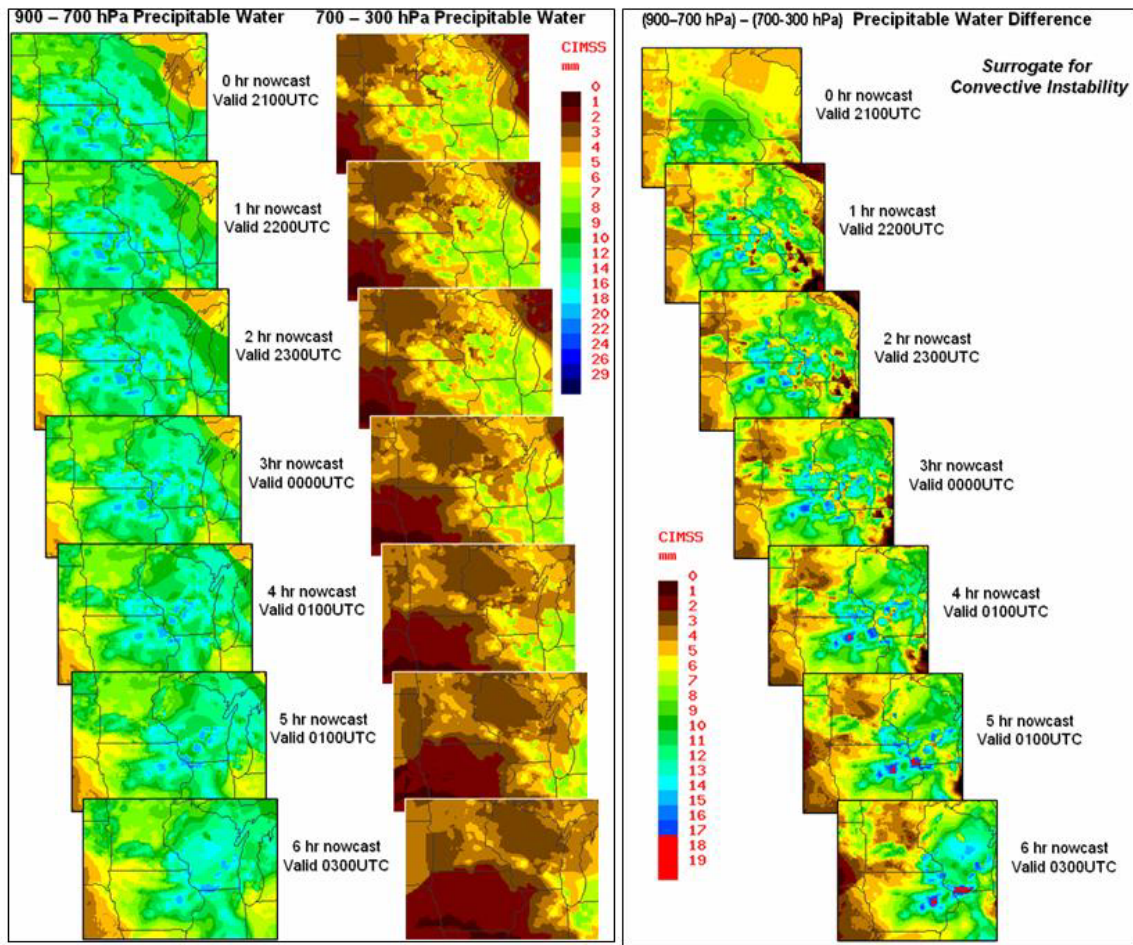 900 – 700 hPa Precipitable Water
700 – 300 hPa Precipitable Water
CIMSS
mm
0
1
2
3
4
5
6
7
8
9
10
12
14
16
18
20
22
24
26
29
0 hr nowcast
Valid 2100UTC
1 hr nowcast
Valid 2200UTC
2 hr nowcast
Valid 2300UTC
3hr nowcast
Valid 0000UTC
4 hr nowcast
Valid 0100UTC
5 hr nowcast
Valid 0100UTC
6 hr nowcast
Valid 0300UTC
(900–700 hPa) – (700-300 hPa) Precipitable Water Difference
Surrogate for
Convective Instability
0 hr nowcast
Valid 2100UTC
1 hr nowcast
Valid 2200UTC
2 hr nowcast
Valid 2300UTC
3hr nowcast
Valid 0000UTC
4 hr nowcast
Valid 0100UTC
5 hr nowcast
Valid 0100UTC
6 hr nowcast
Valid 0300UTC
CIMSS
mm
0
1
2
3
4
5
6
7
8
9
10
11
12
13
14
15
16
17
18
19